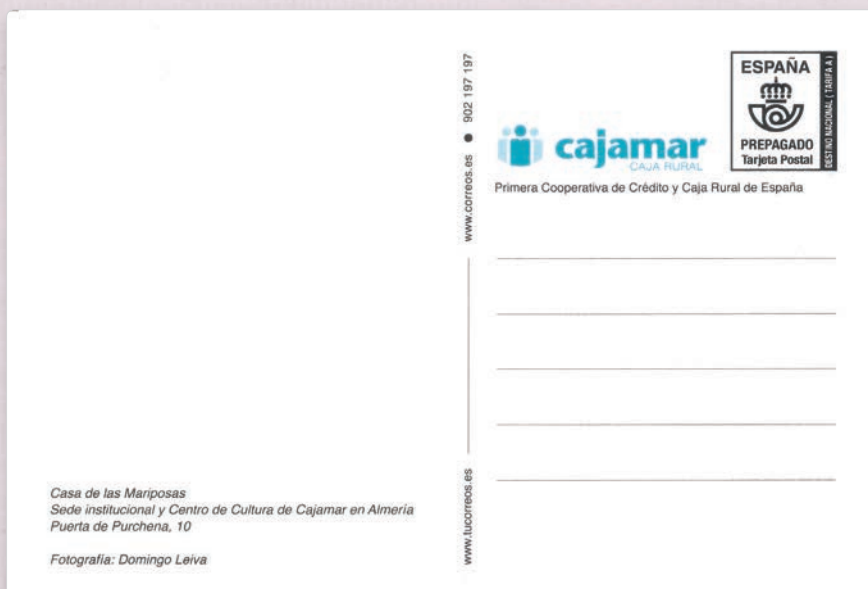 Casa de las Mariposas
Sede institucional y Centro de Cultura de Cajamar en Almería
Puerta de Purchena, 10
Fotografía: Domingo Leiva
www.tucorreos.es
www.correos.es ● 902 197 197
cajamar
CAJA RURAL
Primera Cooperativa de Crédito y Caja Rural de España
ESPAÑA
PREPAGADO
Tarjeta Postal
DESTINO NACIONAL ( TARIFA A )